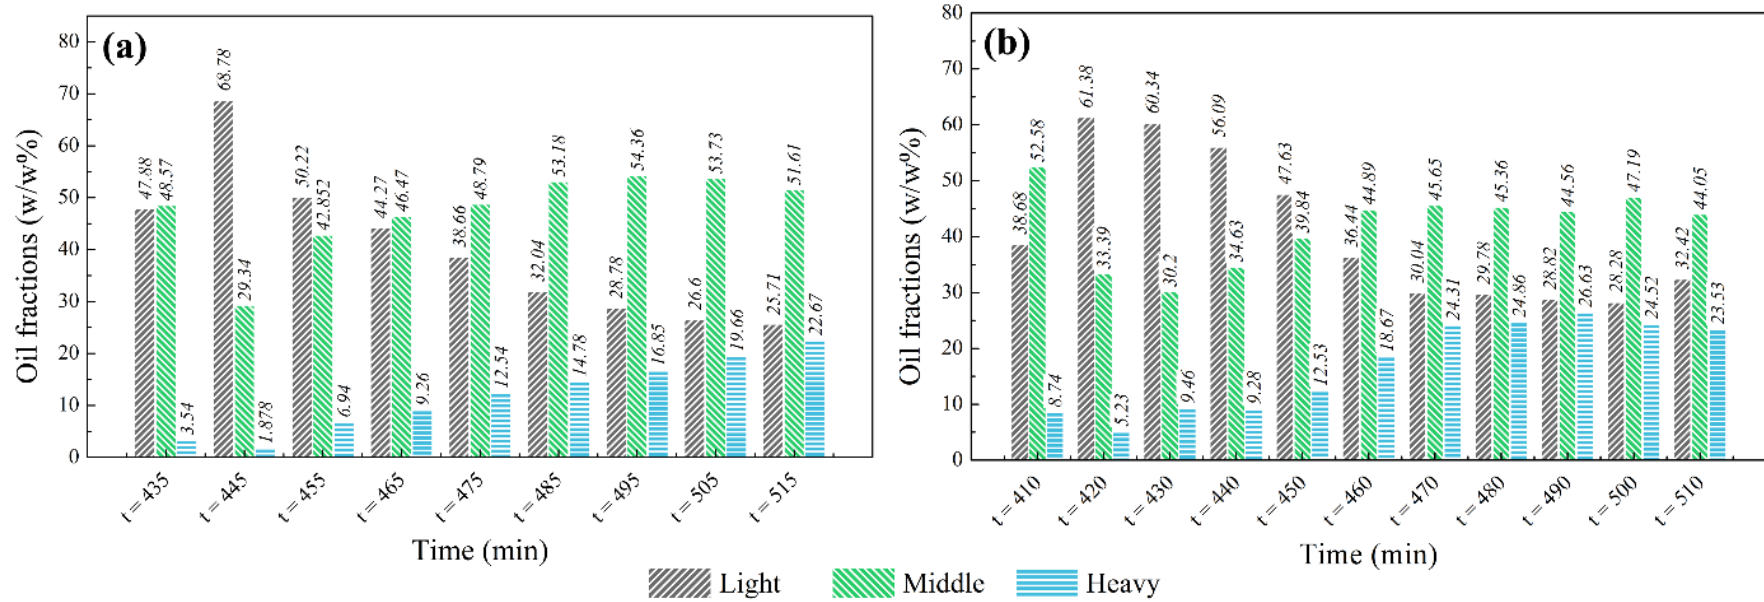 (a)
Oil fractions (w/w%)
80
70
60
50
40
30
20
10
0
47.88
48.57
3.54
68.78
29.34
1.878
50.22
42.852
6.94
44.27
46.47
9.26
38.66
48.79
12.54
32.04
53.18
14.78
28.78
54.36
16.85
26.6
53.73
19.66
25.71
51.61
22.67
t = 435
t = 445
t = 455
t = 465
t = 475
t = 485
t = 495
t = 505
t = 515
Time (min)
(b)
Oil fractions (w/w%)
80
70
60
50
40
30
20
10
0
38.68
52.58
8.74
61.38
33.39
5.23
60.34
30.2
9.46
56.09
34.63
9.28
47.63
39.84
12.53
36.44
44.89
18.67
30.04
45.65
24.31
29.78
45.36
24.86
28.82
44.56
26.63
28.28
47.19
24.52
32.42
44.05
23.53
t = 410
t = 420
t = 430
t = 440
t = 450
t = 460
t = 470
t = 480
t = 490
t = 500
t = 510
Time (min)
Light
Middle
Heavy